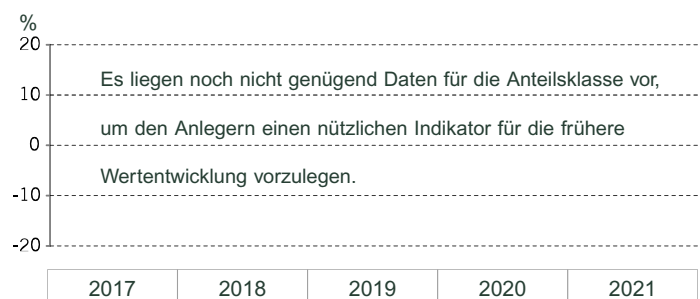 %
20
Es liegen noch nicht genügend Daten für die Anteilsklasse vor,
10
um den Anlegern einen nützlichen Indikator für die frühere
0
Wertentwicklung vorzulegen.
-10
-20
2017 2018 2019 2020 2021